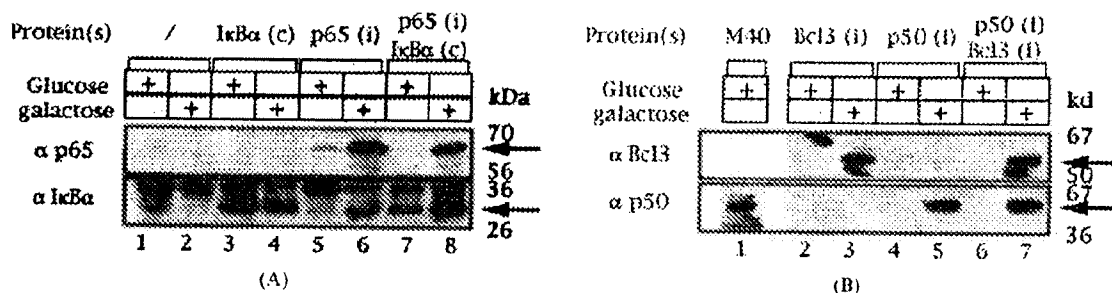 Protein(s) / IκBα (c) p65 (i) p65 (i)
IκBα (c)
Glucose + + + +
galactose + + + +
kDa
α p65
70
56
α IκBα
36
26
1 2 3 4 5 6 7 8
(A)
Protein(s) M40 Bcl3 (i) p50 (i) p50 (i)
Bcl3 (i)
Glucose + + + +
galactose + + +
kd
α Bcl3
67
50
α p50
67
36
1 2 3 4 5 6 7
(B)